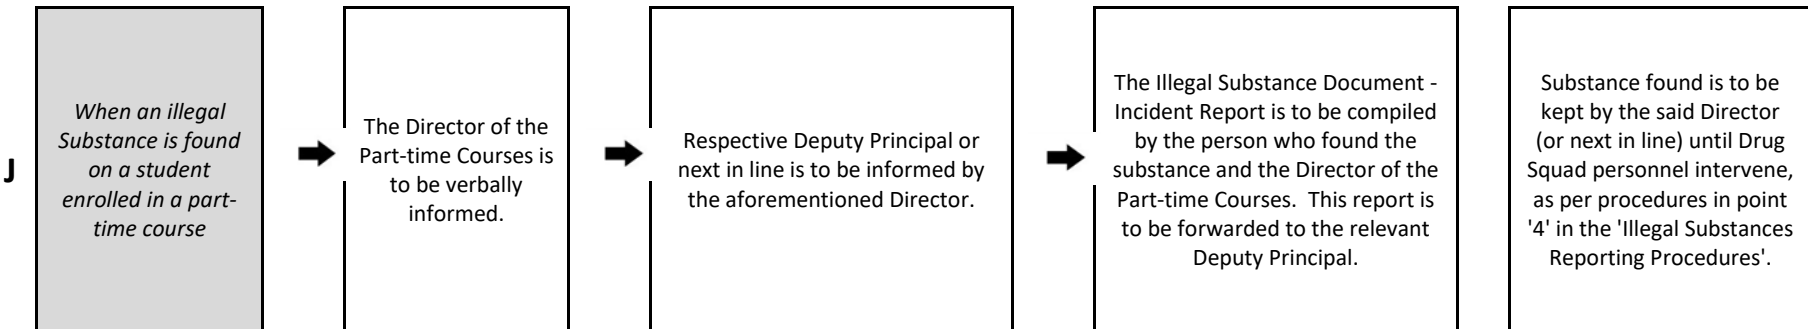 J
When an illegal
Substance is found
on a student
enrolled in a part-
time course
The Director of the
Part-time Courses is
to be verbally
informed.
Respective Deputy Principal or
next in line is to be informed by
the aforementioned Director.
The Illegal Substance Document -
Incident Report is to be compiled
by the person who found the
substance and the Director of the
Part-time Courses.  This report is
to be forwarded to the relevant
Deputy Principal.
Substance found is to be
kept by the said Director
(or next in line) until Drug
Squad personnel intervene,
as per procedures in point
'4' in the 'Illegal Substances
Reporting Procedures'.